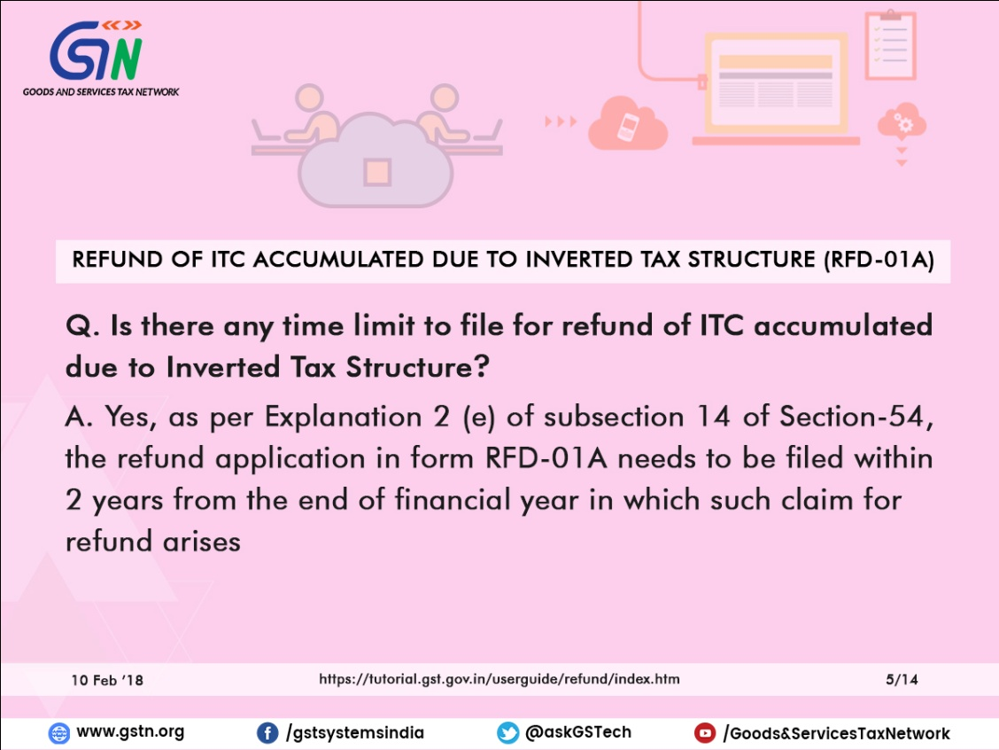 GSTN
GOODS AND SERVICES TAX NETWORK
REFUND OF ITC ACCUMULATED DUE TO INVERTED TAX STRUCTURE (RFD-01A)
Q. Is there any time limit to file for refund of ITC accumulated
due to Inverted Tax Structure?
A. Yes, as per Explanation 2 (e) of subsection 14 of Section-54,
the refund application in form RFD-01A needs to be filed within
2 years from the end of financial year in which such claim for
refund arises
10 Feb '18 https://tutorial.gst.gov.in/userguide/refund/index.htm 5/14
www.gstn.org /gstsystemsindia @askGSTech /Goods&ServicesTaxNetwork